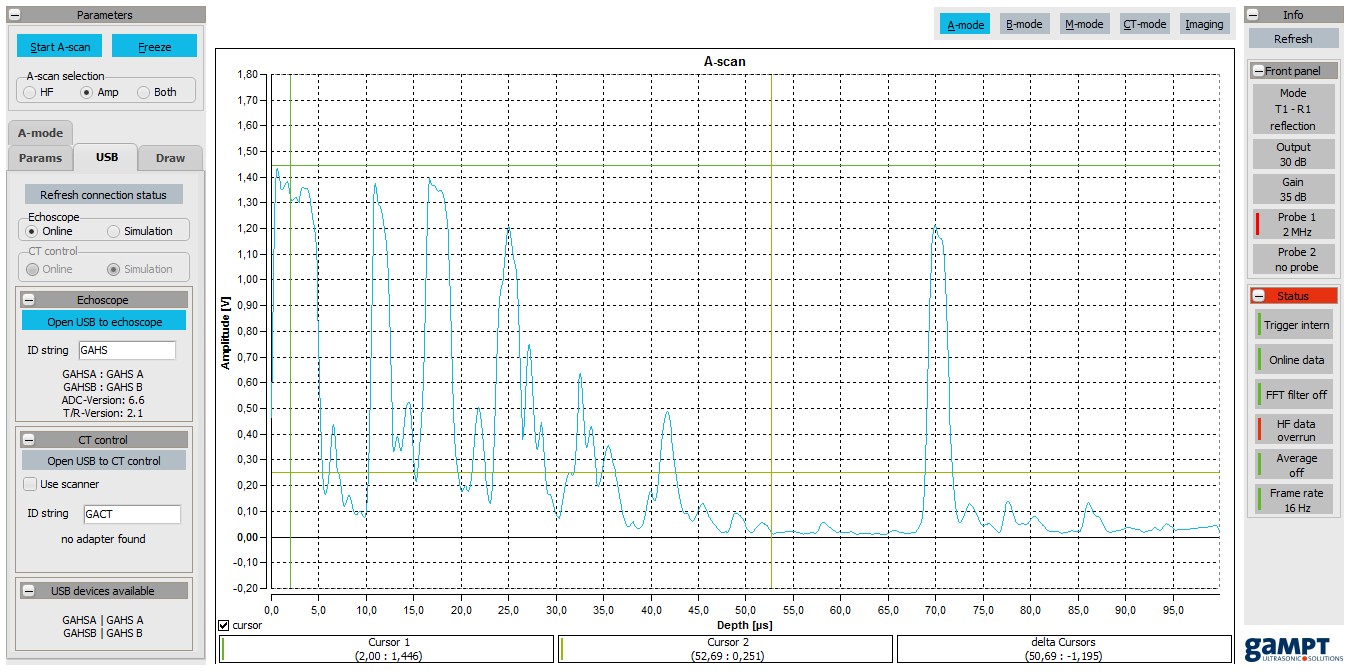 Parameters
Start A-scan
Freeze
A-scan selection
HF
Amp
Both
A-mode
Params
USB
Draw
Refresh connection status
Echoscope
Online
Simulation
CT control
Online
Simulation
Echoscope
Open USB to echoscope
ID string
GAHS
GAHSA : GAHS A
GAHSB : GAHS B
ADC-Version: 6.6
T/R-Version: 2.1
CT control
Open USB to CT control
Use scanner
ID string
GACT
no adapter found
USB devices available
GAHSA | GAHS A
GAHSB | GAHS B
A-mode
B-mode
M-mode
CT-mode
Imaging
A-scan
Amplitude [V]
1,80
1,70
1,60
1,50
1,40
1,30
1,20
1,10
1,00
0,90
0,80
0,70
0,60
0,50
0,40
0,30
0,20
0,10
0,00
-0,10
-0,20
0,0 5,0 10,0 15,0 20,0 25,0 30,0 35,0 40,0 45,0 50,0 55,0 60,0 65,0 70,0 75,0 80,0 85,0 90,0 95,0
Depth [µs]
cursor
Cursor 1
(2,00 : 1,446)
Cursor 2
(52,69 : 0,251)
delta Cursors
(50,69 : -1,195)
Info
Refresh
Front panel
Mode
T1 - R1
reflection
Output
30 dB
Gain
35 dB
Probe 1
2 MHz
Probe 2
no probe
Status
Trigger intern
Online data
FFT filter off
HF data
overrun
Average
off
Frame rate
16 Hz
gAMPT
ULTRASONIC SOLUTIONS